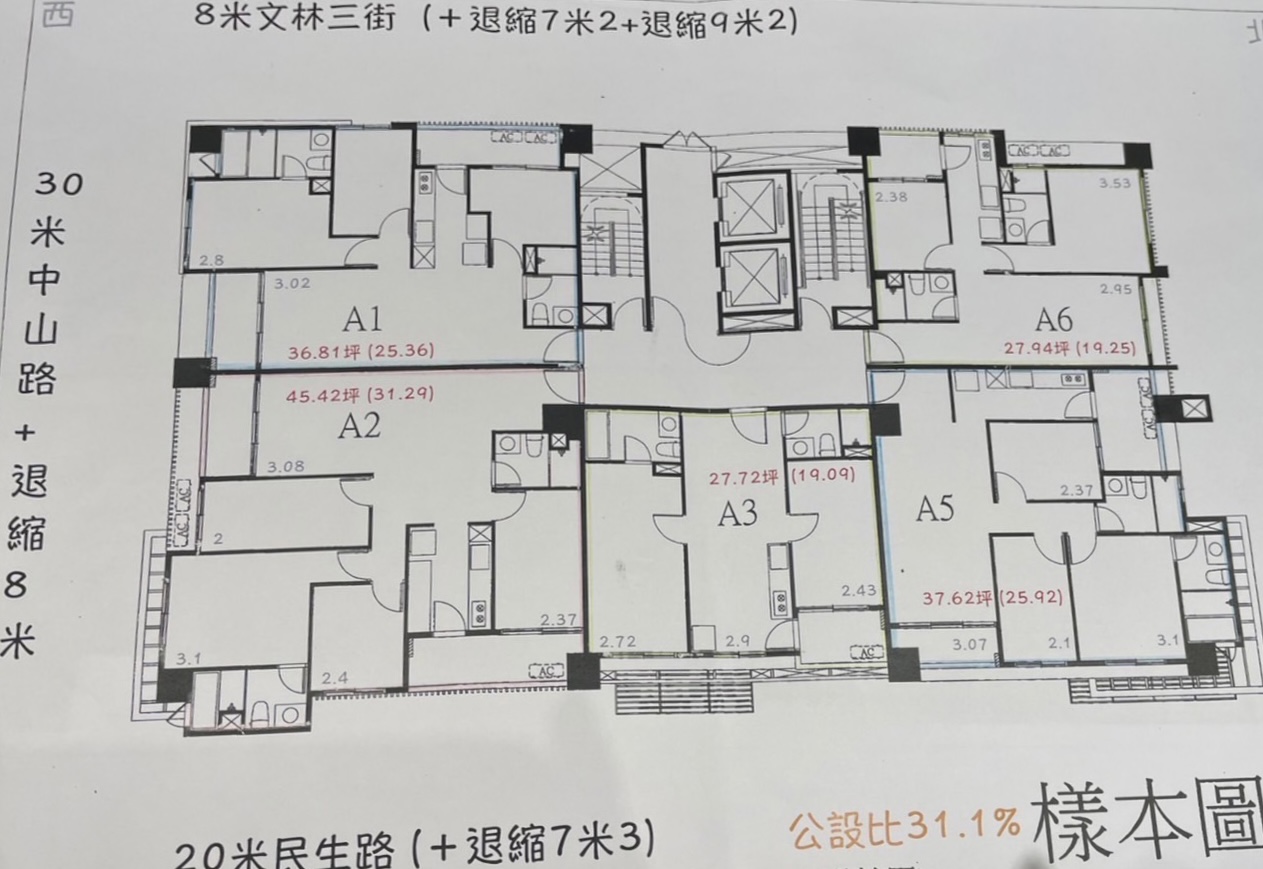 西
8米文林三街 (+退縮7米2+退縮9米2)
北
30米中山路+退縮8米
AC AC
AC AC
2.8
3.02
A1
36.81坪 (25.36)
2.38
3.53
2.95
A6
27.94坪 (19.25)
45.42坪 (31.29)
A2
3.08
AC AC
2
3.1
2.4
2.37
AC
27.72坪 (19.09)
A3
2.43
2.72
2.9
AC
AC AC
A5
2.37
37.62坪 (25.92)
3.07
2.1
3.1
20米民生路 (+退縮7米3)
公設比31.1%
樣本圖